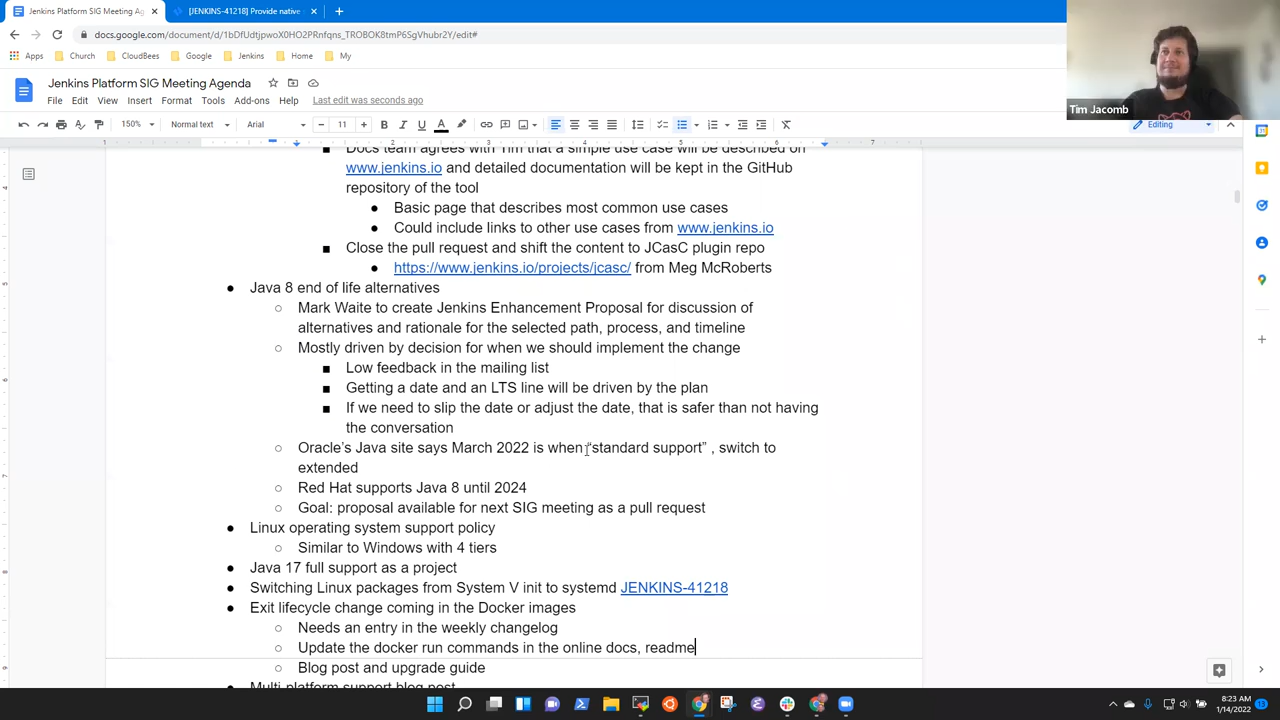 Jenkins Platform SIG Meeting Ag
[JENKINS-41218] Provide native
docs.google.com/document/d/1bDfUdtjpwoX0HO2PRnfqns_TROBOK8tmP6SgVhubr2Y/edit#
Apps Church CloudBees Google Jenkins Home My
Jenkins Platform SIG Meeting Agenda
File Edit View Insert Format Tools Add-ons Help Last edit was seconds ago
150% Normal text Arial 11 Editing
Tim Jacomb
Docs team agrees with Tim that a simple use case will be described on
www.jenkins.io and detailed documentation will be kept in the GitHub
repository of the tool
Basic page that describes most common use cases
Could include links to other use cases from www.jenkins.io
Close the pull request and shift the content to JCasC plugin repo
https://www.jenkins.io/projects/jcasc/ from Meg McRoberts
Java 8 end of life alternatives
Mark Waite to create Jenkins Enhancement Proposal for discussion of
alternatives and rationale for the selected path, process, and timeline
Mostly driven by decision for when we should implement the change
Low feedback in the mailing list
Getting a date and an LTS line will be driven by the plan
If we need to slip the date or adjust the date, that is safer than not having
the conversation
Oracle's Java site says March 2022 is when “standard support” , switch to
extended
Red Hat supports Java 8 until 2024
Goal: proposal available for next SIG meeting as a pull request
Linux operating system support policy
Similar to Windows with 4 tiers
Java 17 full support as a project
Switching Linux packages from System V init to systemd JENKINS-41218
Exit lifecycle change coming in the Docker images
Needs an entry in the weekly changelog
Update the docker run commands in the online docs, readme
Blog post and upgrade guide
Multi-platform support blog post
8:23 AM
1/14/2022